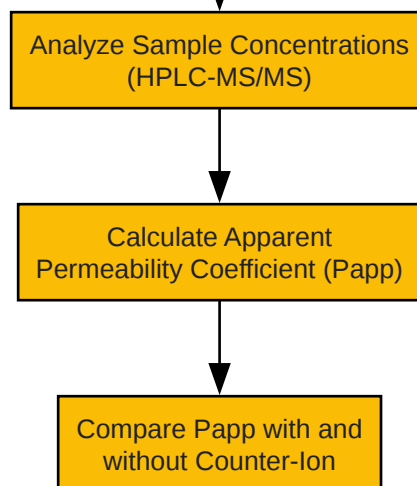 Analyze Sample Concentrations
(HPLC-MS/MS)
Calculate Apparent
Permeability Coefficient (Papp)
Compare Papp with and
without Counter-Ion